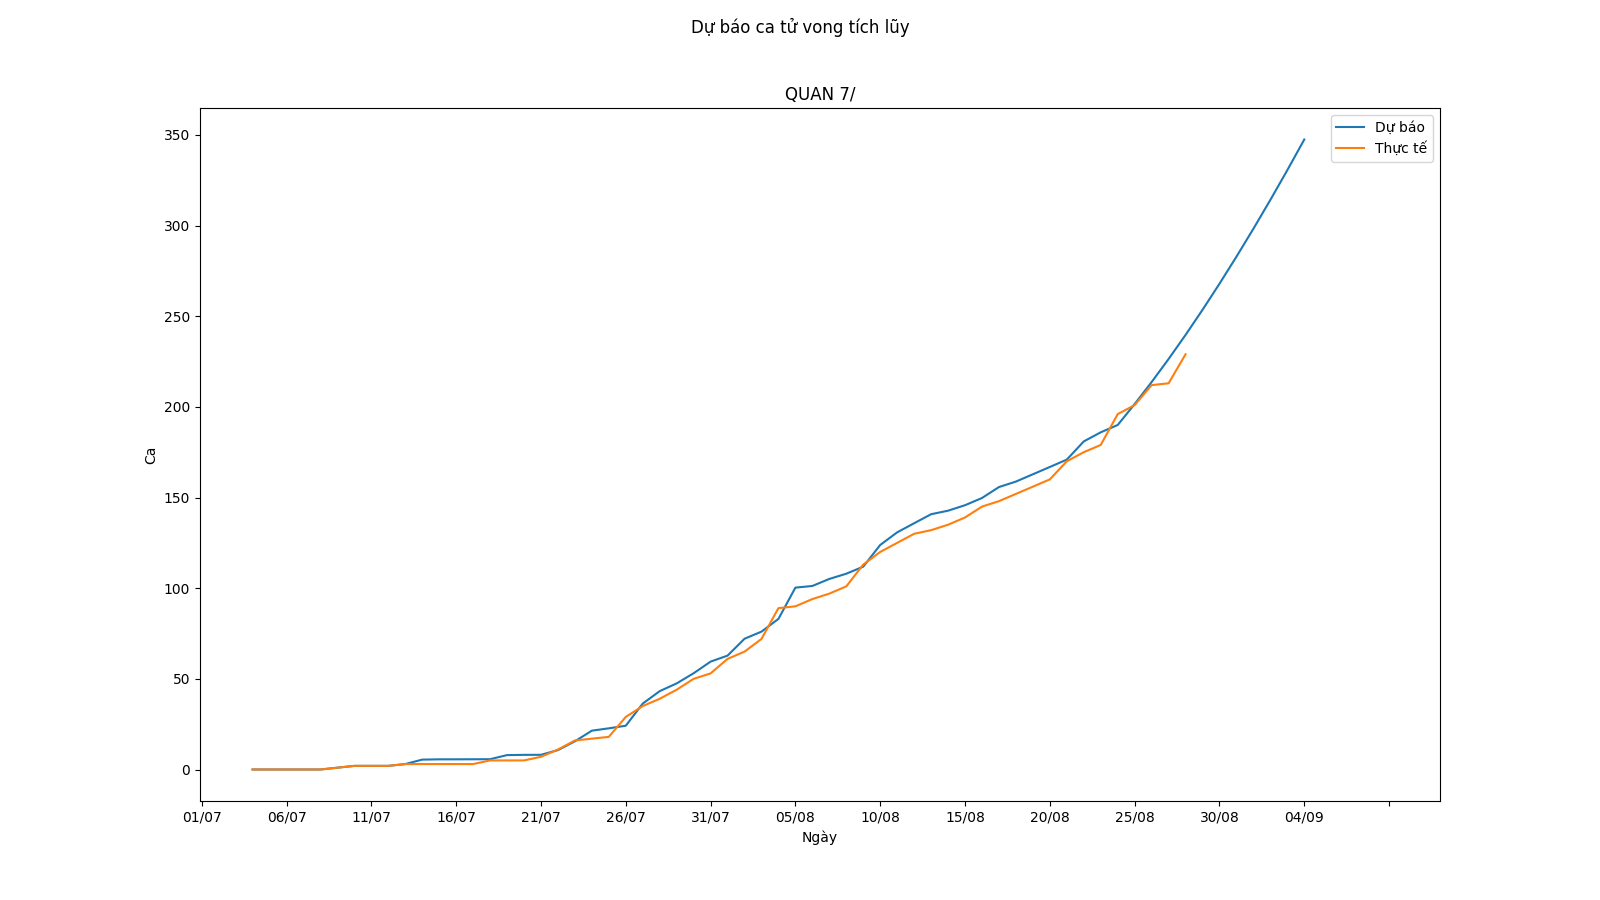 Dự báo ca tử vong tích lũy
QUAN 7/
Dự báo
Thực tế
350
300
250
200
150
100
50
0
Ca
01/07 06/07 11/07 16/07 21/07 26/07 31/07 05/08 10/08 15/08 20/08 25/08 30/08 04/09
Ngày